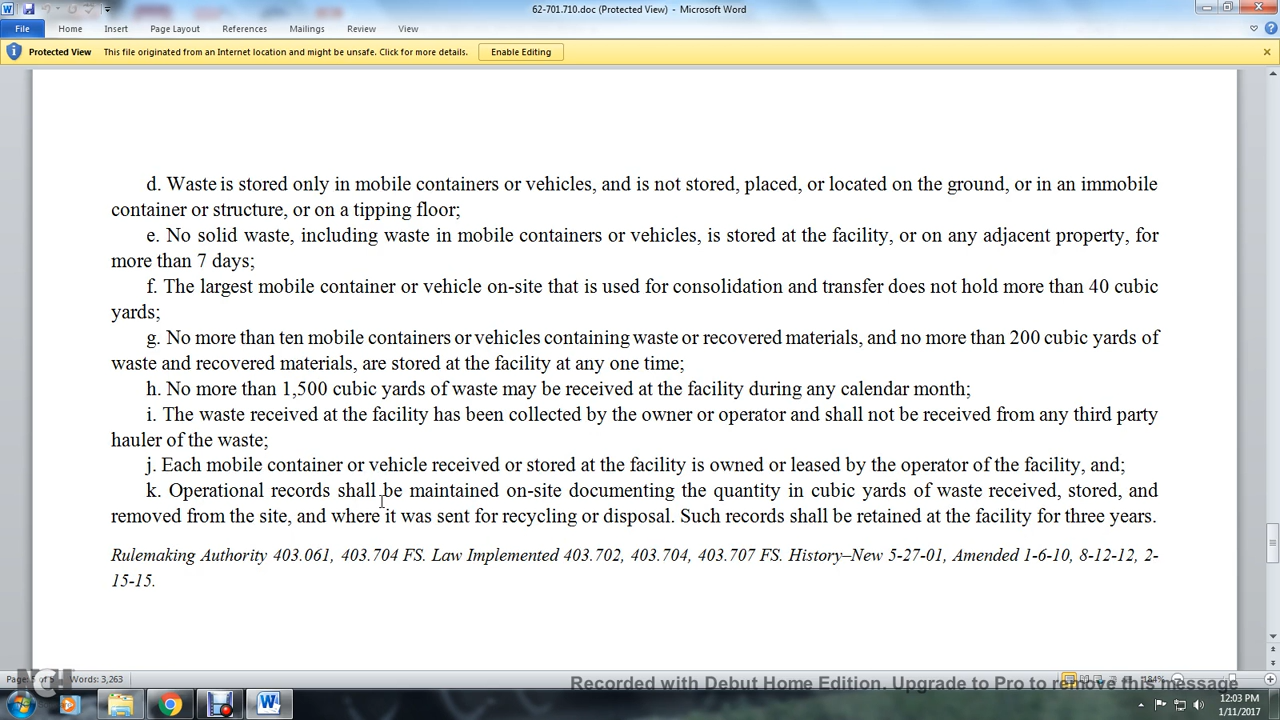 62-701.710.doc (Protected View) - Microsoft Word
File Home Insert Page Layout References Mailings Review View
Protected View This file originated from an Internet location and might be unsafe. Click for more details. Enable Editing
d. Waste is stored only in mobile containers or vehicles, and is not stored, placed, or located on the ground, or in an immobile
container or structure, or on a tipping floor;
e. No solid waste, including waste in mobile containers or vehicles, is stored at the facility, or on any adjacent property, for
more than 7 days;
f. The largest mobile container or vehicle on-site that is used for consolidation and transfer does not hold more than 40 cubic
yards;
g. No more than ten mobile containers or vehicles containing waste or recovered materials, and no more than 200 cubic yards of
waste and recovered materials, are stored at the facility at any one time;
h. No more than 1,500 cubic yards of waste may be received at the facility during any calendar month;
i. The waste received at the facility has been collected by the owner or operator and shall not be received from any third party
hauler of the waste;
j. Each mobile container or vehicle received or stored at the facility is owned or leased by the operator of the facility, and;
k. Operational records shall be maintained on-site documenting the quantity in cubic yards of waste received, stored, and
removed from the site, and where it was sent for recycling or disposal. Such records shall be retained at the facility for three years.
Rulemaking Authority 403.061, 403.704 FS. Law Implemented 403.702, 403.704, 403.707 FS. History–New 5-27-01, Amended 1-6-10, 8-12-12, 2-
15-15.
Page: 5 of 5 Words: 3,263 184%
NCH
Recorded with Debut Home Edition. Upgrade to Pro to remove this message
12:03 PM
1/11/2017